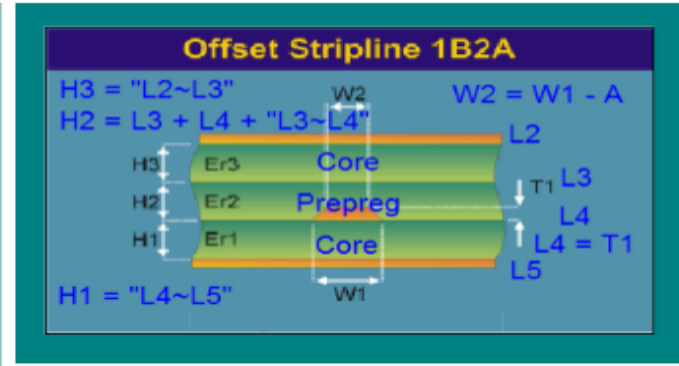 Offset Stripline 1B2A
H3 = "L2~L3"
W2
W2 = W1 - A
H2 = L3 + L4 + "L3~L4"
L2
H3
Er3
Core
T1
L3
H2
Er2
Prepreg
L4
H1
Er1
Core
L4 = T1
L5
H1 = "L4~L5"
W1